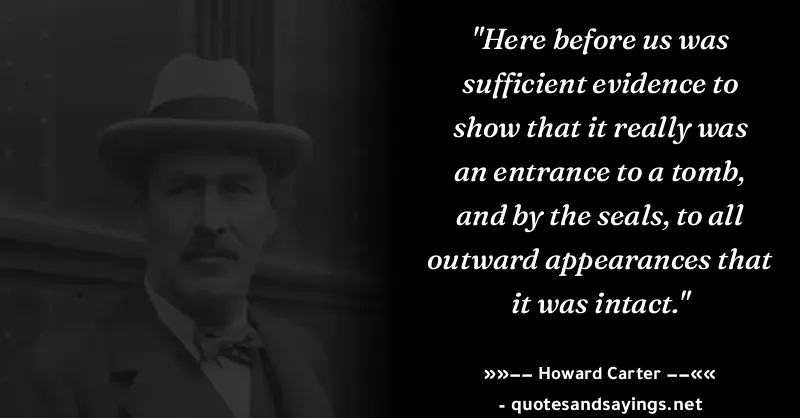 "Here before us was
sufficient evidence to
show that it really was
an entrance to a tomb,
and by the seals, to all
outward appearances that
it was intact."
»»–– Howard Carter ––««
- quotesandsayings.net